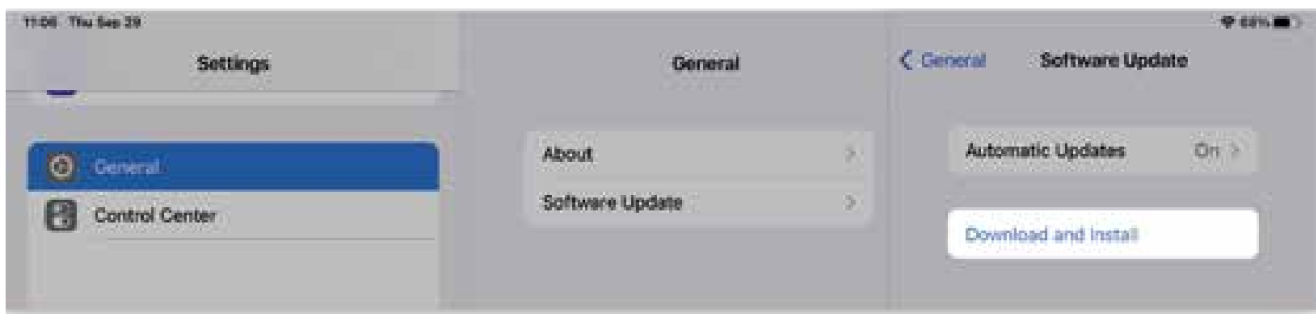 11:06 Thu Sep 29
68%
Settings
General
Control Center
General
About
Software Update
General
Software Update
Automatic Updates On
Download and Install